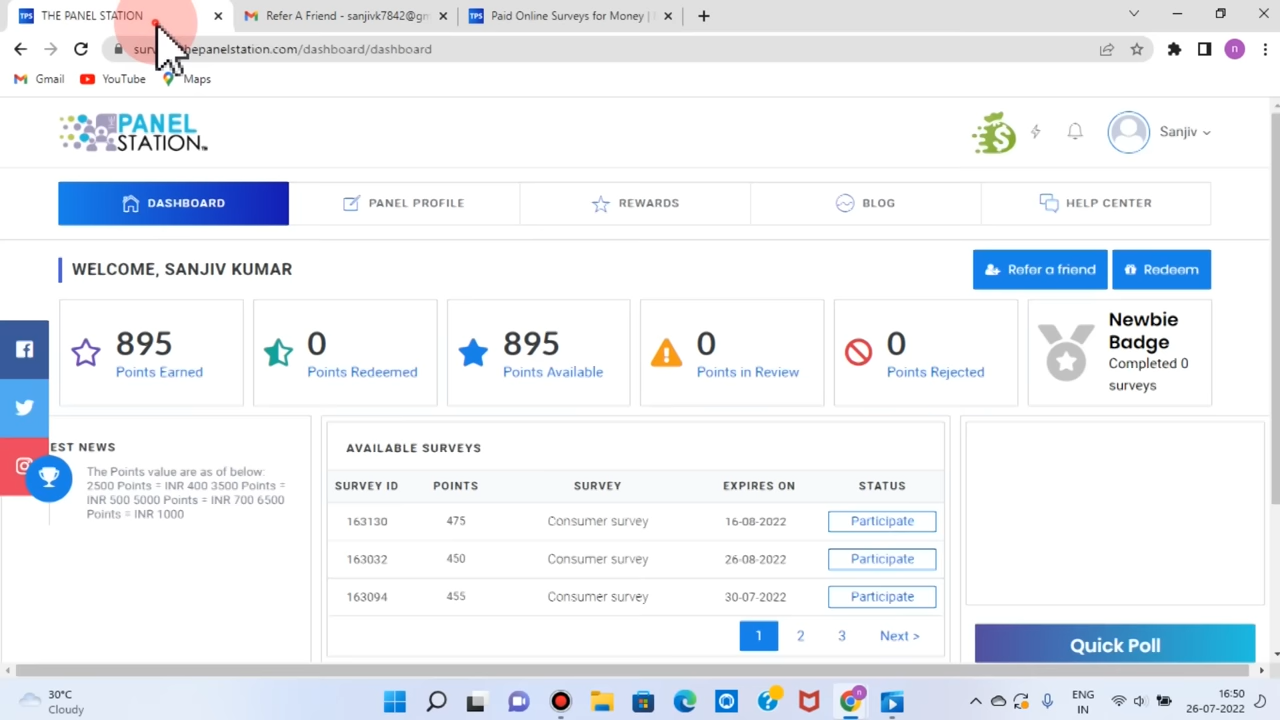 THE PANEL STATION
Refer A Friend - sanjivk7842@gm
Paid Online Surveys for Money |
thepanelstation.com/dashboard/dashboard
Gmail
YouTube
Maps
PANEL
STATION
Sanjiv
DASHBOARD
PANEL PROFILE
REWARDS
BLOG
HELP CENTER
WELCOME, SANJIV KUMAR
Refer a friend
Redeem
895
Points Earned
0
Points Redeemed
895
Points Available
0
Points in Review
0
Points Rejected
Newbie
Badge
Completed 0
surveys
EST NEWS
The Points value are as of below:
2500 Points = INR 400 3500 Points =
INR 500 5000 Points = INR 700 6500
Points = INR 1000
AVAILABLE SURVEYS
SURVEY ID POINTS SURVEY EXPIRES ON STATUS
163130 475 Consumer survey 16-08-2022 Participate
163032 450 Consumer survey 26-08-2022 Participate
163094 455 Consumer survey 30-07-2022 Participate
1 2 3 Next >
Quick Poll
30°C
Cloudy
ENG
IN
16:50
26-07-2022